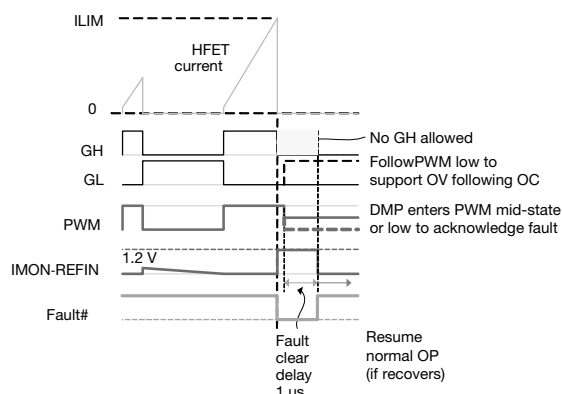 ILIM
HFET
current
0
GH
No GH allowed
GL
FollowPWM low to
support OV following OC
PWM
DMP enters PWM mid-state
or low to acknowledge fault
1.2 V
IMON-REFIN
Fault#
Fault
clear
delay
1 us
Resume
normal OP
(if recovers)